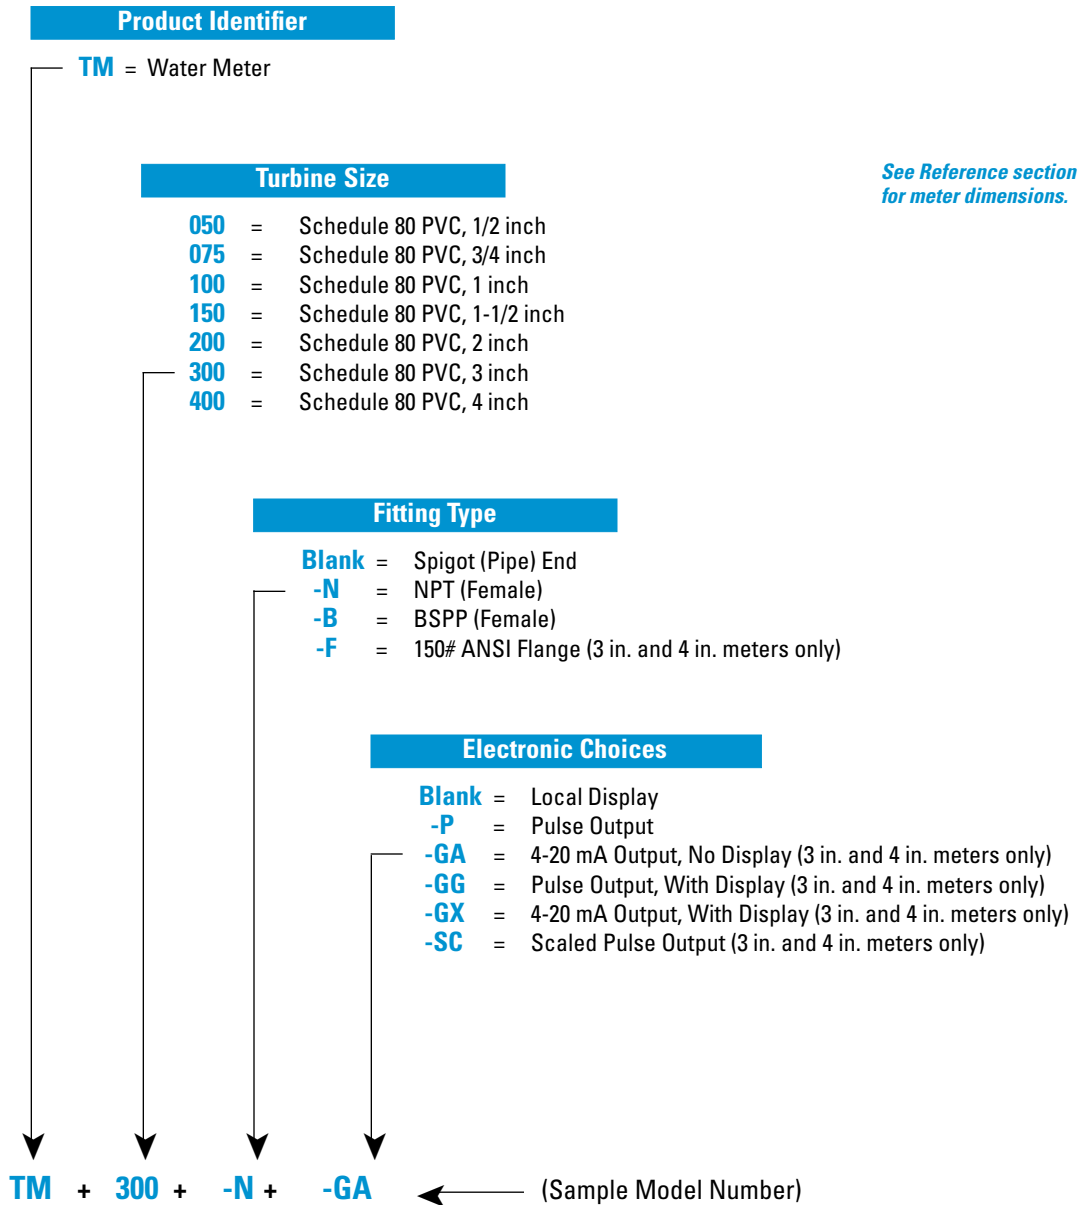 Product Identifier
TM = Water Meter
Turbine Size
See Reference section
for meter dimensions.
050 = Schedule 80 PVC, 1/2 inch
075 = Schedule 80 PVC, 3/4 inch
100 = Schedule 80 PVC, 1 inch
150 = Schedule 80 PVC, 1-1/2 inch
200 = Schedule 80 PVC, 2 inch
300 = Schedule 80 PVC, 3 inch
400 = Schedule 80 PVC, 4 inch
Fitting Type
Blank = Spigot (Pipe) End
-N = NPT (Female)
-B = BSPP (Female)
-F = 150# ANSI Flange (3 in. and 4 in. meters only)
Electronic Choices
Blank = Local Display
-P = Pulse Output
-GA = 4-20 mA Output, No Display (3 in. and 4 in. meters only)
-GG = Pulse Output, With Display (3 in. and 4 in. meters only)
-GX = 4-20 mA Output, With Display (3 in. and 4 in. meters only)
-SC = Scaled Pulse Output (3 in. and 4 in. meters only)
TM + 300 + -N + -GA (Sample Model Number)